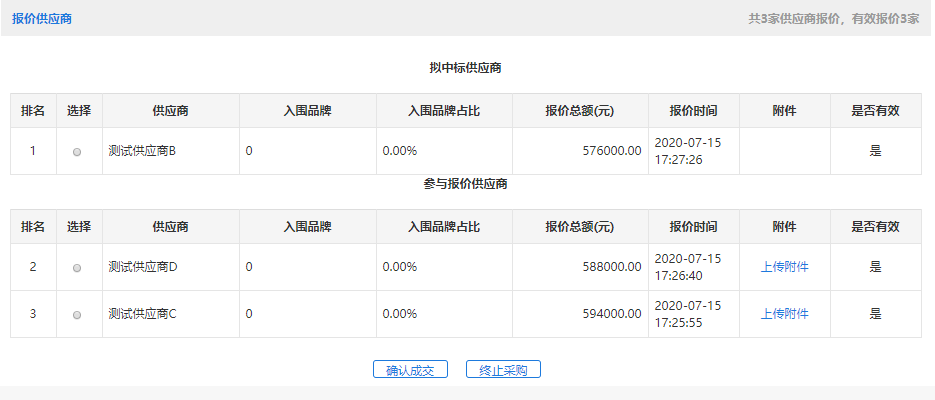 报价供应商
共3家供应商报价，有效报价3家
拟中标供应商
排名 选择 供应商 入围品牌 入围品牌占比 报价总额(元) 报价时间 附件 是否有效
1 测试供应商B 0 0.00% 576000.00 2020-07-15 17:27:26 是
参与报价供应商
排名 选择 供应商 入围品牌 入围品牌占比 报价总额(元) 报价时间 附件 是否有效
2 测试供应商D 0 0.00% 588000.00 2020-07-15 17:26:40 上传附件 是
3 测试供应商C 0 0.00% 594000.00 2020-07-15 17:25:55 上传附件 是
确认成交 终止采购